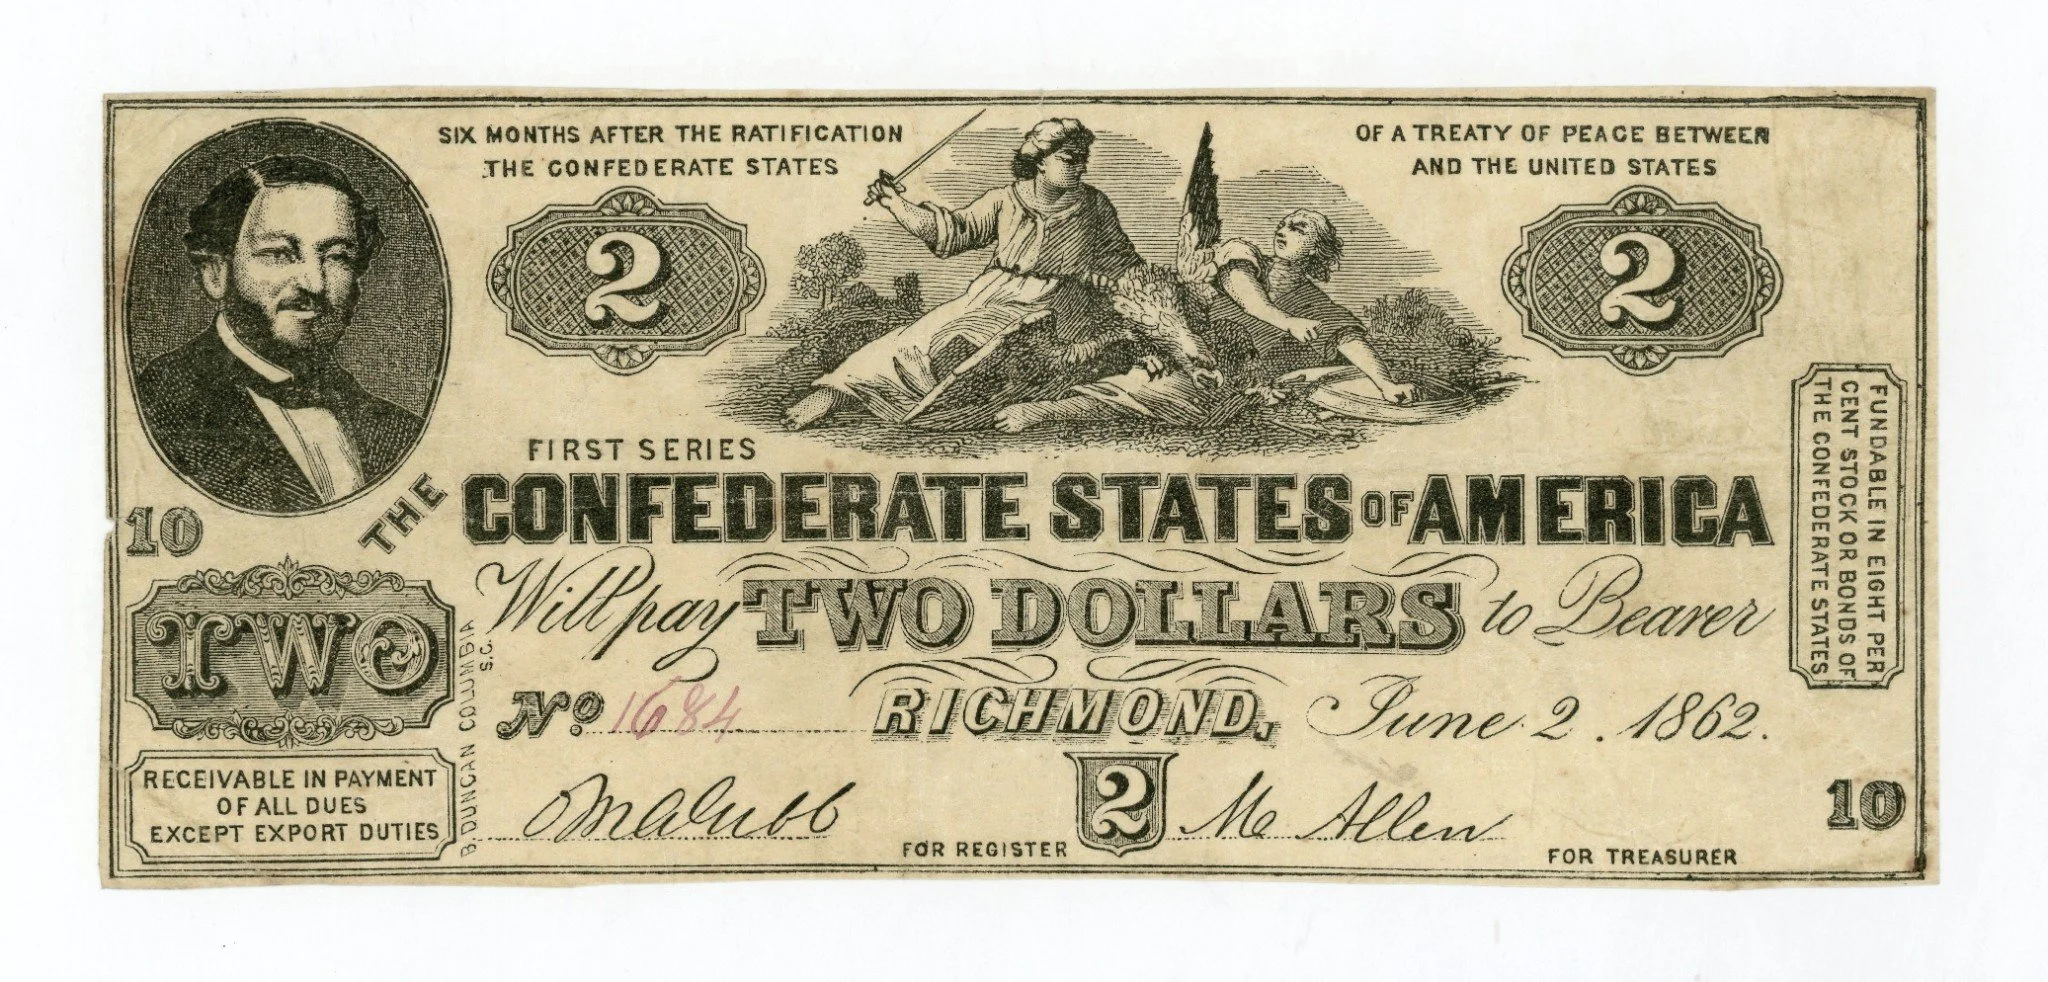 SIX MONTHS AFTER THE RATIFICATION OF A TREATY OF PEACE BETWEEN
THE CONFEDERATE STATES AND THE UNITED STATES
2
2
FIRST SERIES
THE CONFEDERATE STATES OF AMERICA
10
Will pay TWO DOLLARS to Bearer
TWO
No. 1684 RICHMOND, June 2. 1862.
RECEIVABLE IN PAYMENT
OF ALL DUES
EXCEPT EXPORT DUTIES
B. DUNCAN COLUMBIA
S.C.
FOR REGISTER
2
M Allen
FOR TREASURER
10
FUNDABLE IN EIGHT PER
CENT STOCK OR BONDS OF
THE CONFEDERATE STATES